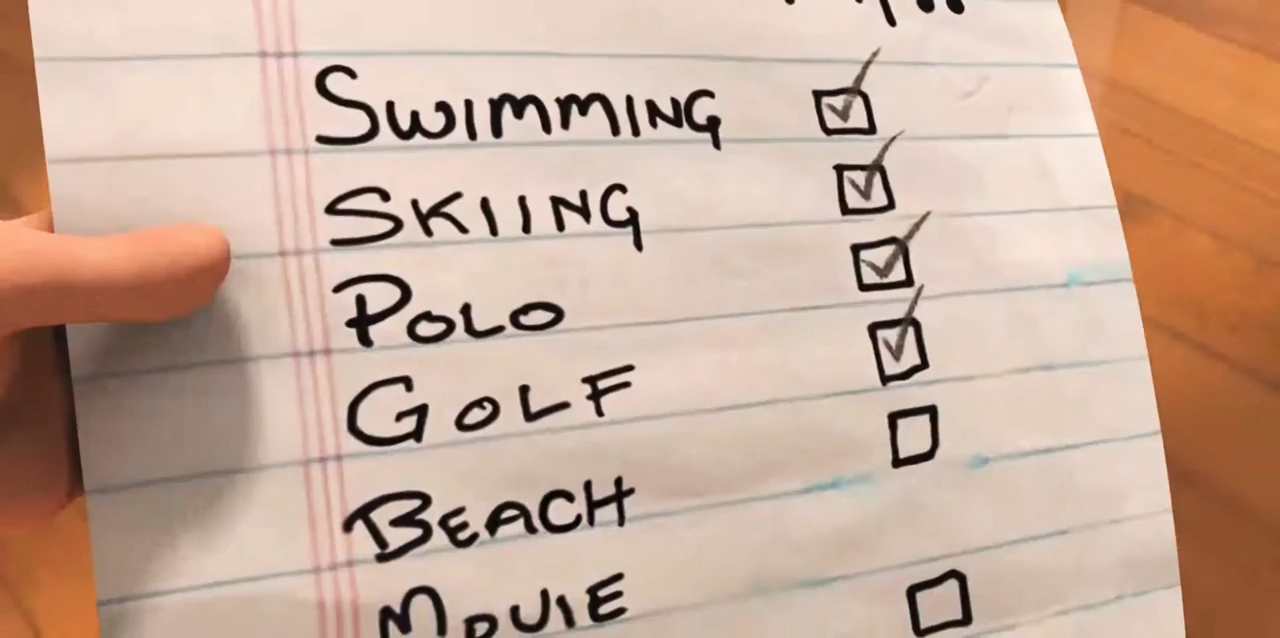 SWIMMING ☑
SKIING ☑
POLO ☑
GOLF ☑
BEACH ☐
MOVIE ☐